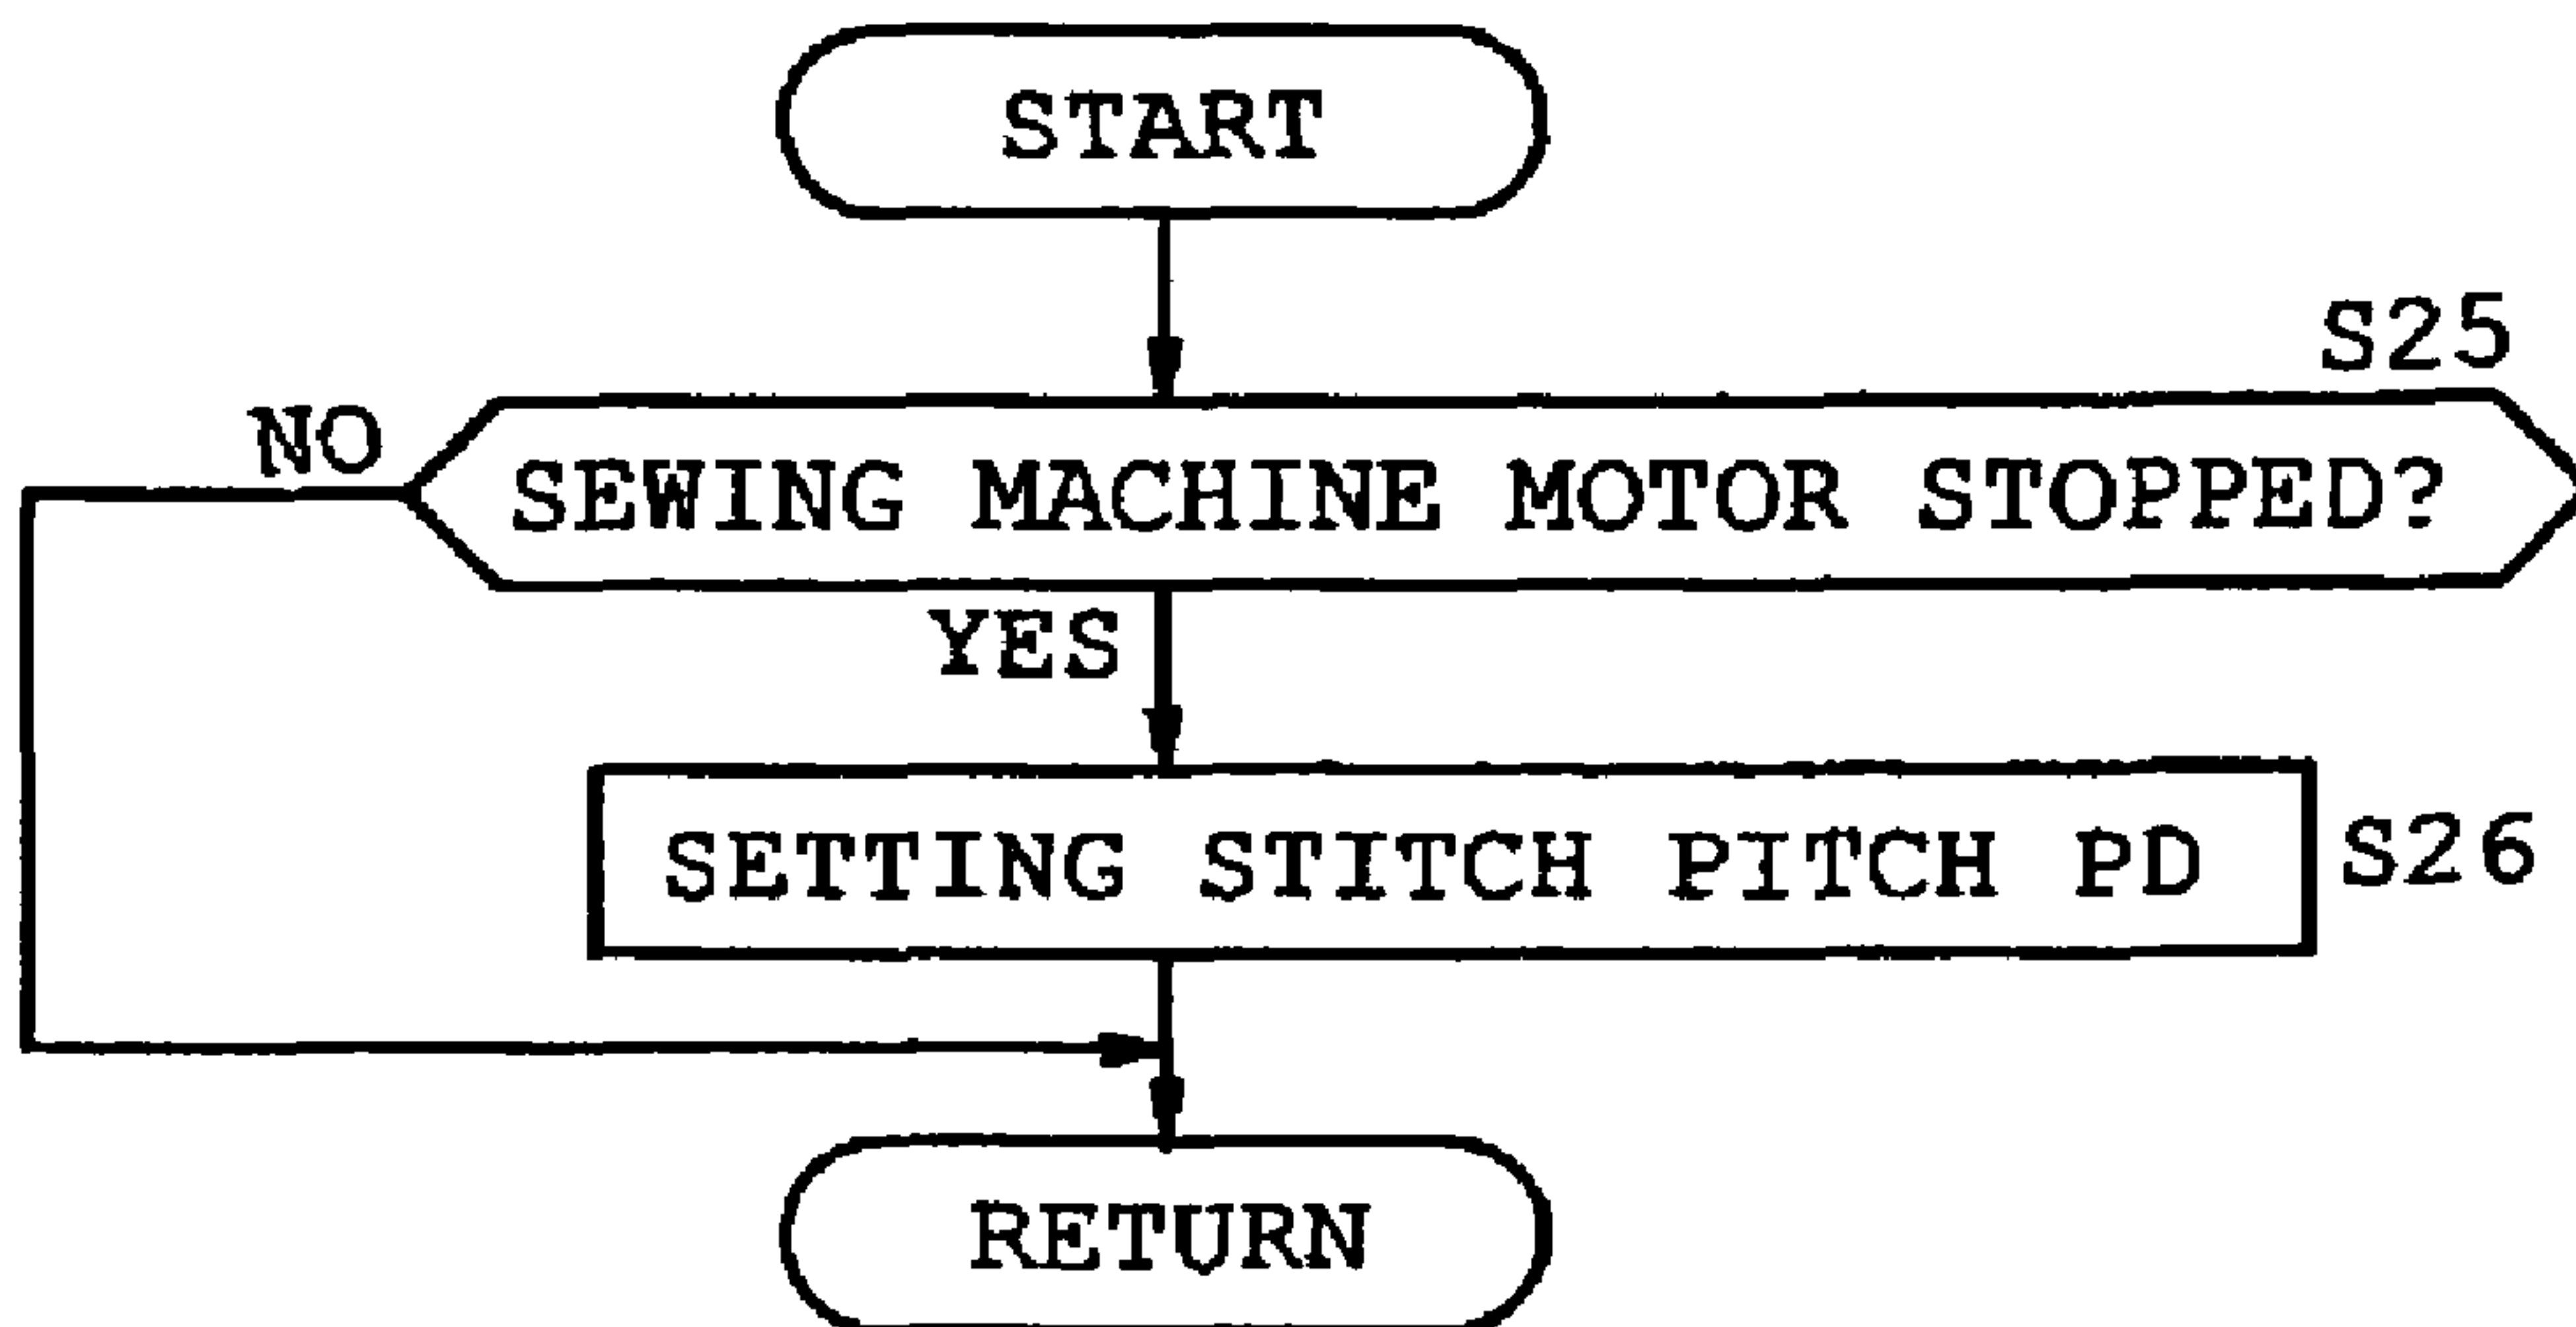 START
S25
NO
SEWING MACHINE MOTOR STOPPED?
YES
SETTING STITCH PITCH PD
S26
RETURN